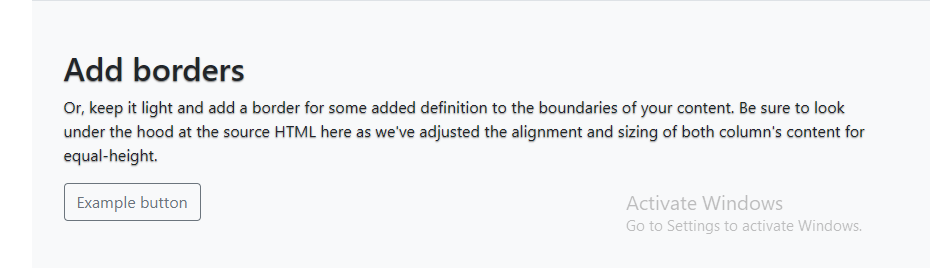 Add borders
Or, keep it light and add a border for some added definition to the boundaries of your content. Be sure to look
under the hood at the source HTML here as we've adjusted the alignment and sizing of both column's content for
equal-height.
Example button
Activate Windows
Go to Settings to activate Windows.